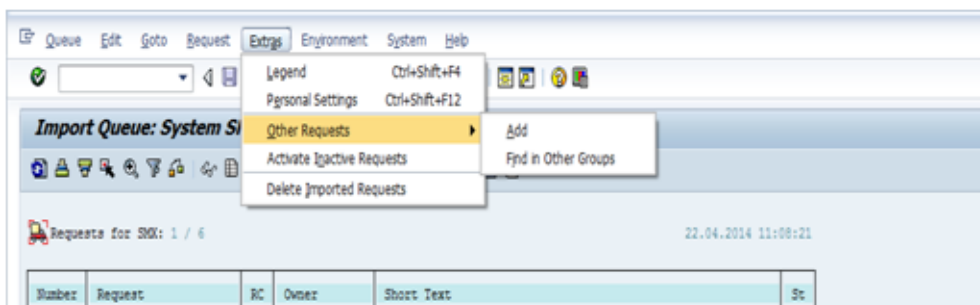 Queue Edit Goto Request Extras Environment System Help
Legend Ctrl+Shift+F4
Personal Settings Ctrl+Shift+F12
Import Queue: System S
Other Requests
Add
Activate Inactive Requests
Find in Other Groups
Delete Imported Requests
Requests for SMX: 1 / 6 22.04.2014 11:08:21
Number Request RC Owner Short Text St